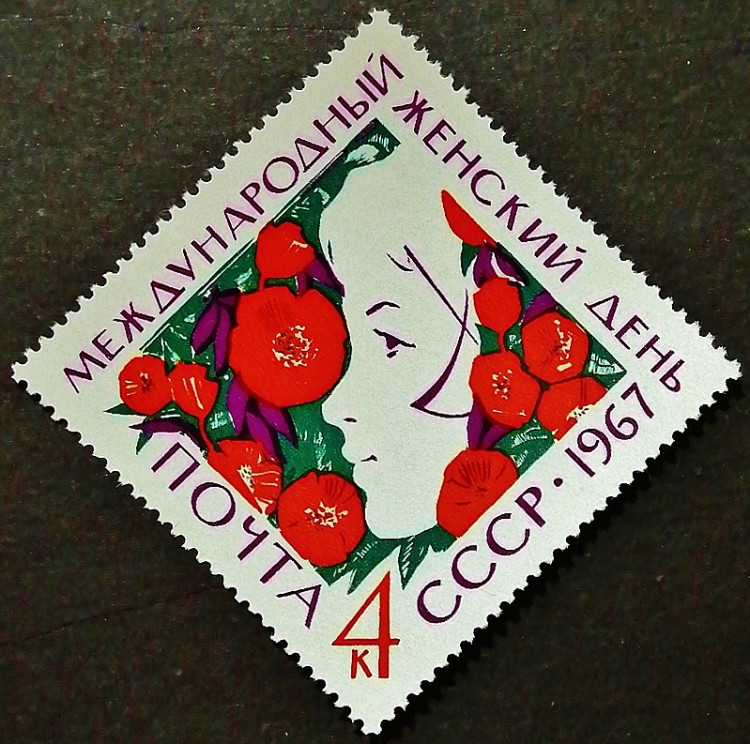 МЕЖДУНАРОДНЫЙ ЖЕНСКИЙ ДЕНЬ
ПОЧТА СССР · 1967
4
К